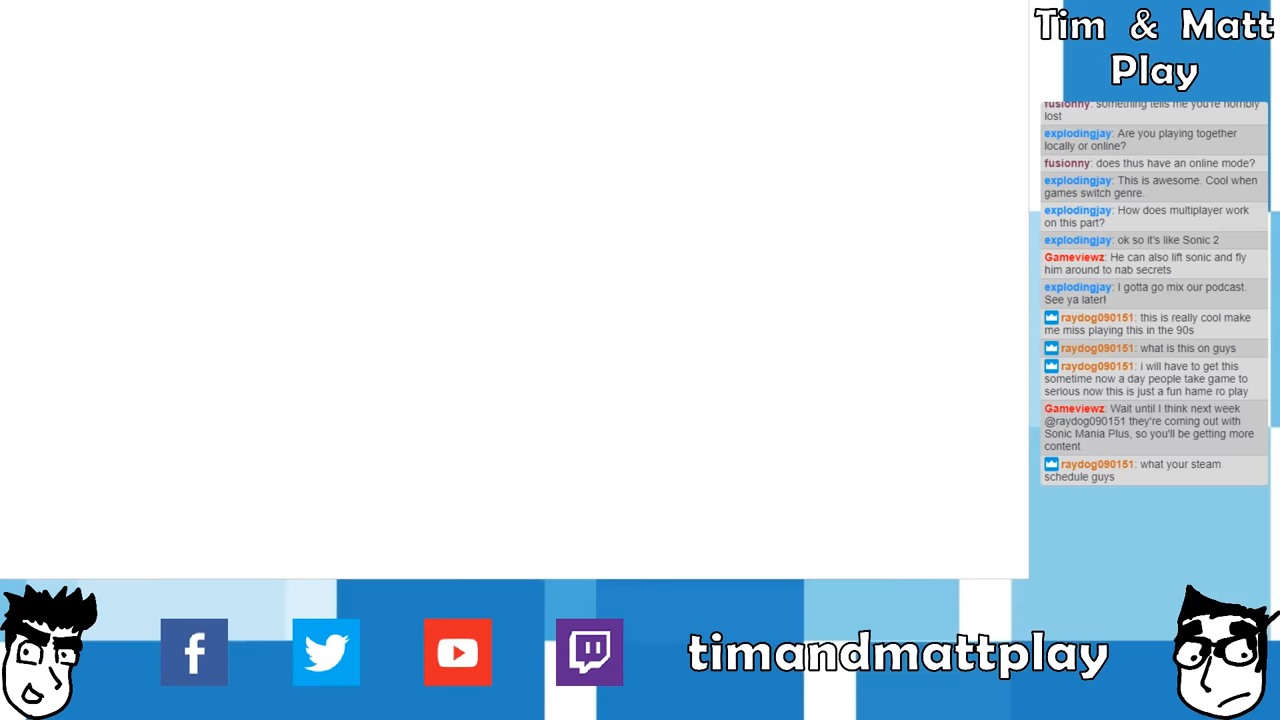 Tim & Matt
Play
fusionny: something tells me you're horribly
lost
explodingjay: Are you playing together
locally or online?
fusionny: does thus have an online mode?
explodingjay: This is awesome. Cool when
games switch genre.
explodingjay: How does multiplayer work
on this part?
explodingjay: ok so it's like Sonic 2
Gameviewz: He can also lift sonic and fly
him around to nab secrets
explodingjay: I gotta go mix our podcast.
See ya later!
raydog090151: this is really cool make
me miss playing this in the 90s
raydog090151: what is this on guys
raydog090151: i will have to get this
sometime now a day people take game to
serious now this is just a fun hame ro play
Gameviewz: Wait until I think next week
@raydog090151 they're coming out with
Sonic Mania Plus, so you'll be getting more
content
raydog090151: what your steam
schedule guys
timandmattplay